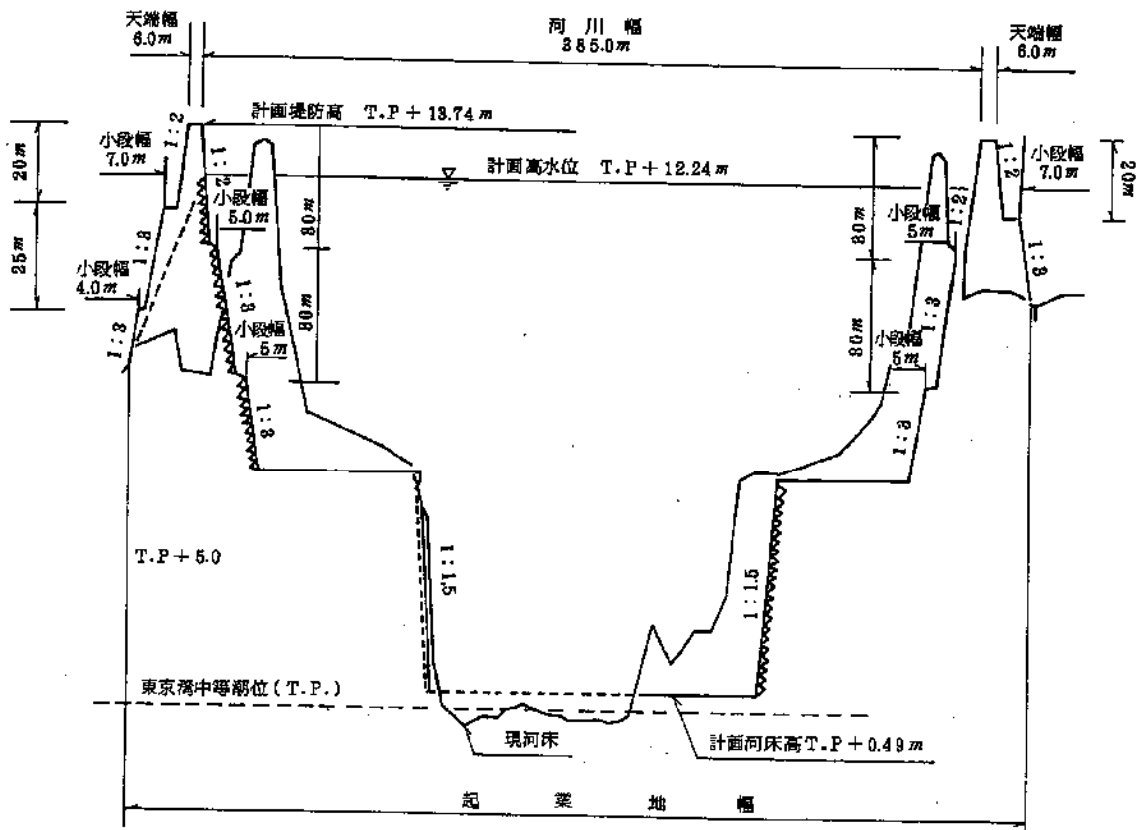 天端幅
6.0m
河川幅
385.0m
天端幅
6.0m
計画堤防高 T.P + 13.74m
計画高水位 T.P + 12.24m
20m
小段幅
7.0m
1:2
1:2
小段幅
5.0m
30m
25m
1:3
小段幅
4.0m
1:3
1:3
30m
小段幅
5m
1:3
30m
小段幅
5m
1:2
1:2
小段幅
7.0m
20m
30m
1:3
1:3
小段幅
5m
1:3
T.P + 5.0
1:1.5
1:1.5
東京湾中等潮位(T.P.)
現河床
計画河床高T.P+0.49m
起業地幅